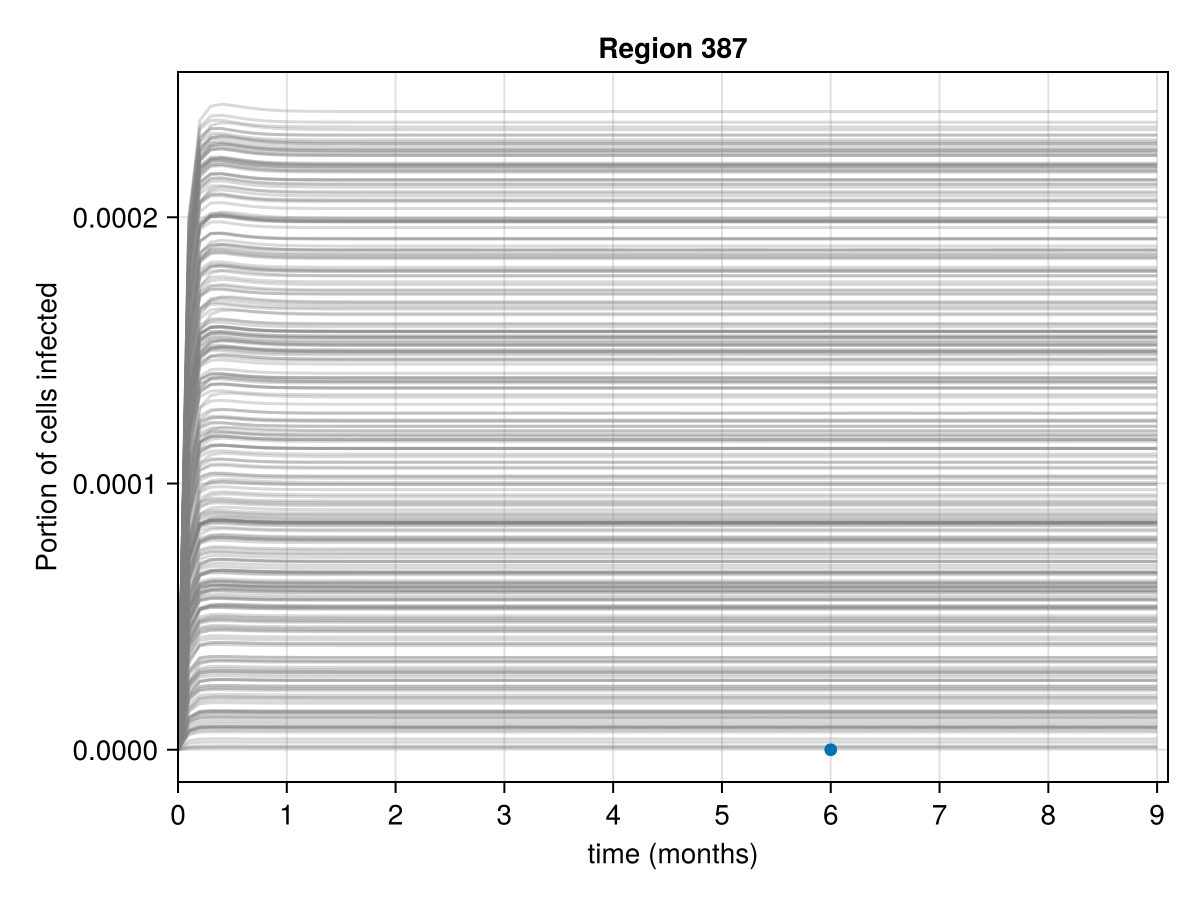 Region 387
Portion of cells infected
0.0002
0.0001
0.0000
0 1 2 3 4 5 6 7 8 9
time (months)